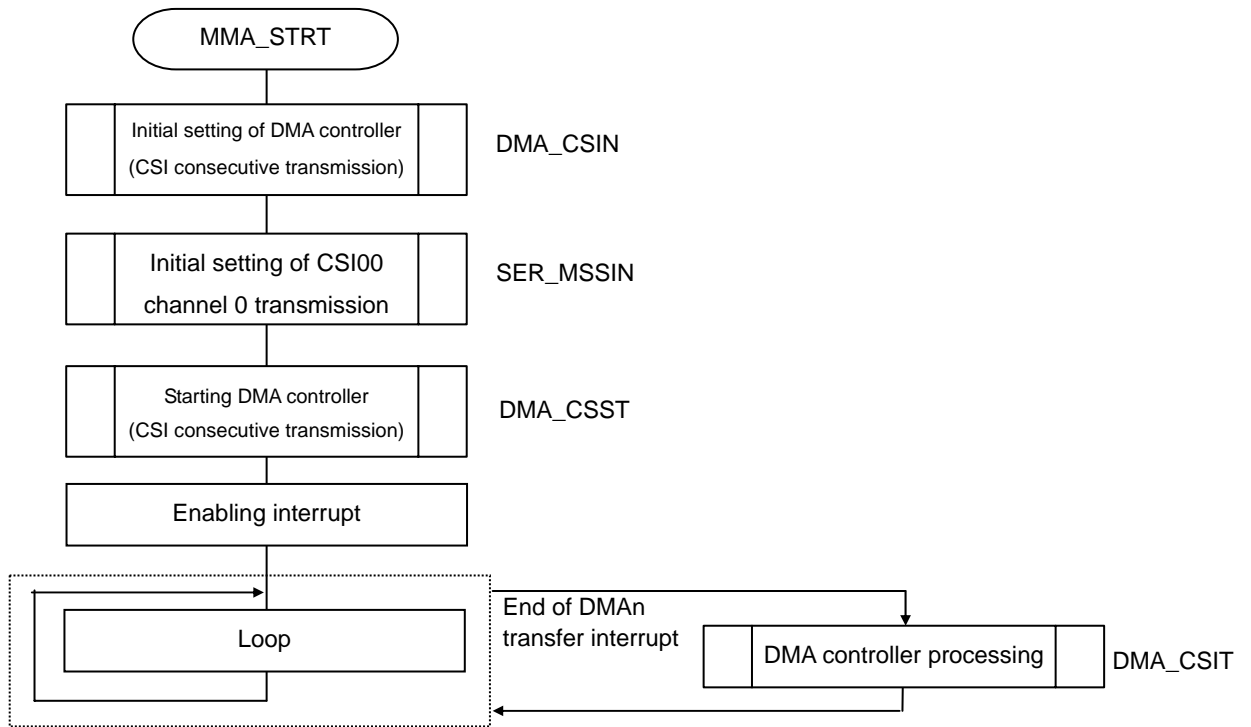 MMA_STRT
Initial setting of DMA controller
(CSI consecutive transmission)
DMA_CSIN
Initial setting of CSI00
channel 0 transmission
SER_MSSIN
Starting DMA controller
(CSI consecutive transmission)
DMA_CSST
Enabling interrupt
Loop
End of DMAn
transfer interrupt
DMA controller processing
DMA_CSIT